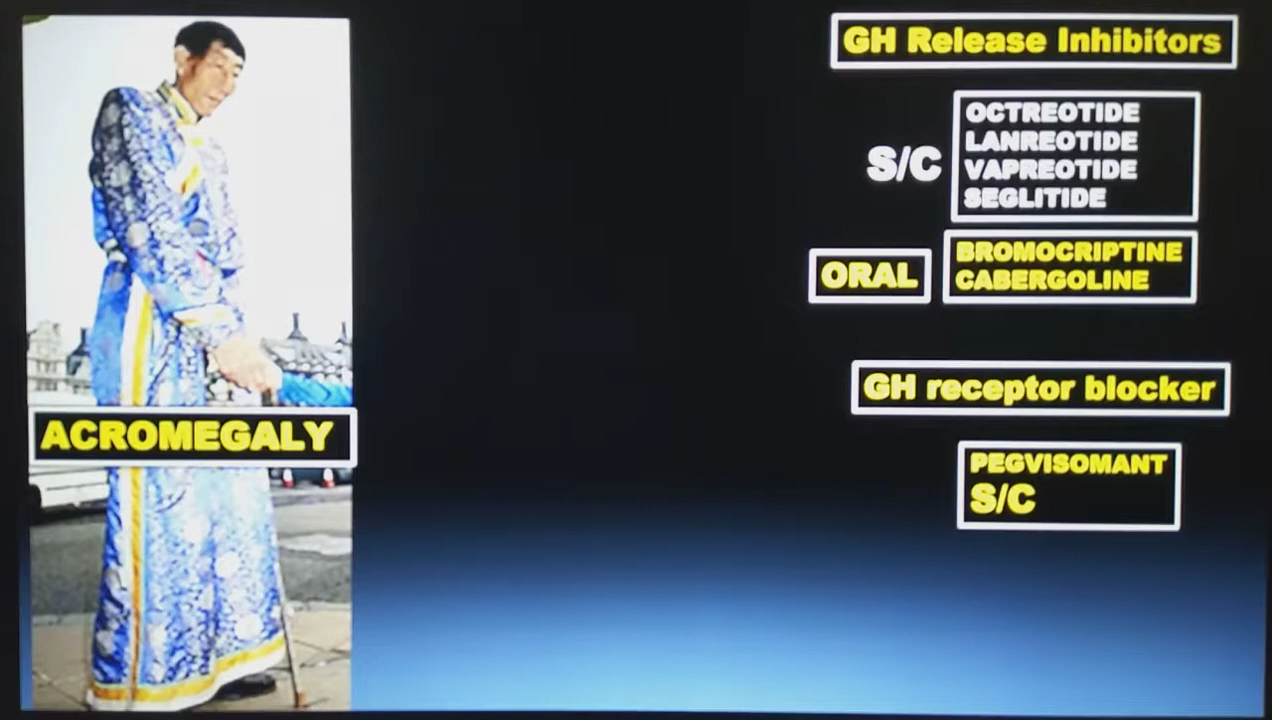 GH Release Inhibitors
S/C
OCTREOTIDE
LANREOTIDE
VAPREOTIDE
SEGLITIDE
ORAL
BROMOCRIPTINE
CABERGOLINE
GH receptor blocker
ACROMEGALY
PEGVISOMANT
S/C